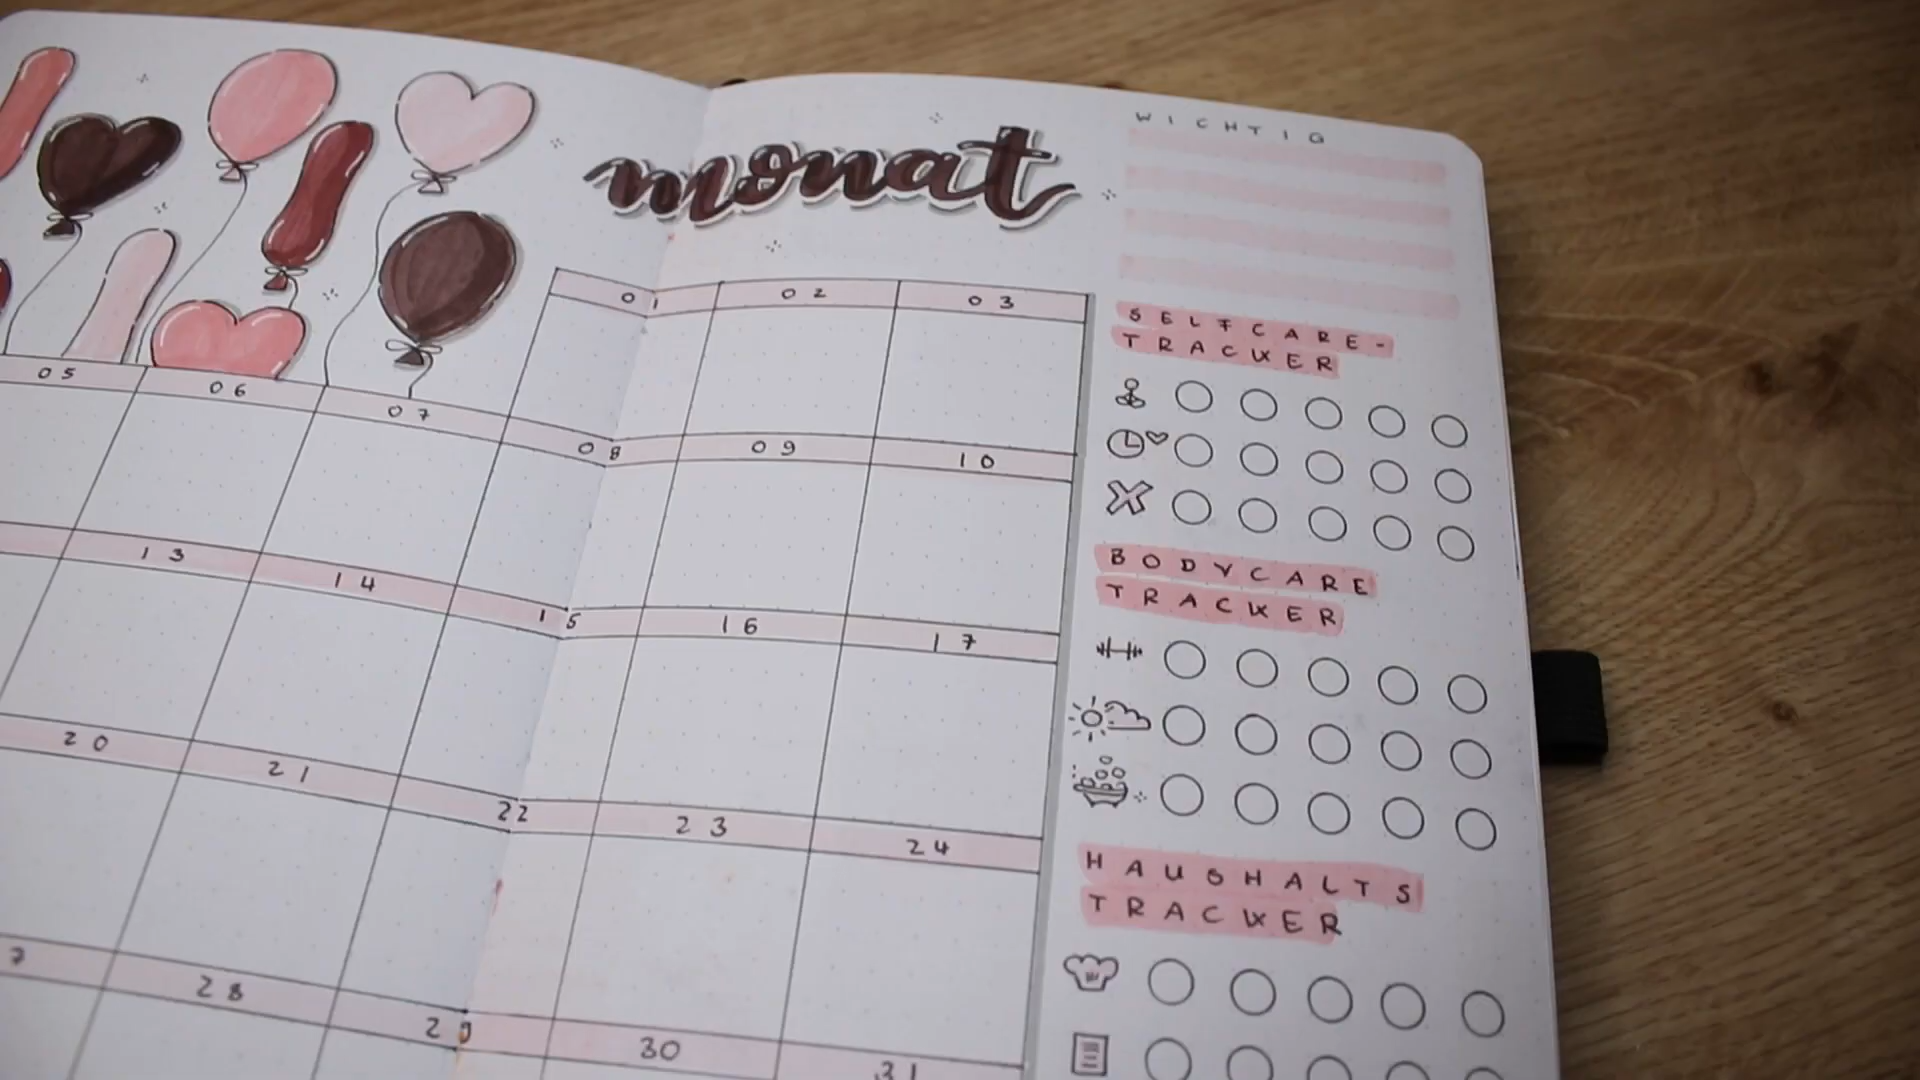 monat
WICHTIG
01 02 03
05 06 07
08 09 10
13 14
15 16 17
20 21
22 23 24
28
29 30 31
SELFCARE-
TRACKER
BODYCARE
TRACKER
HAUSHALTS
TRACKER